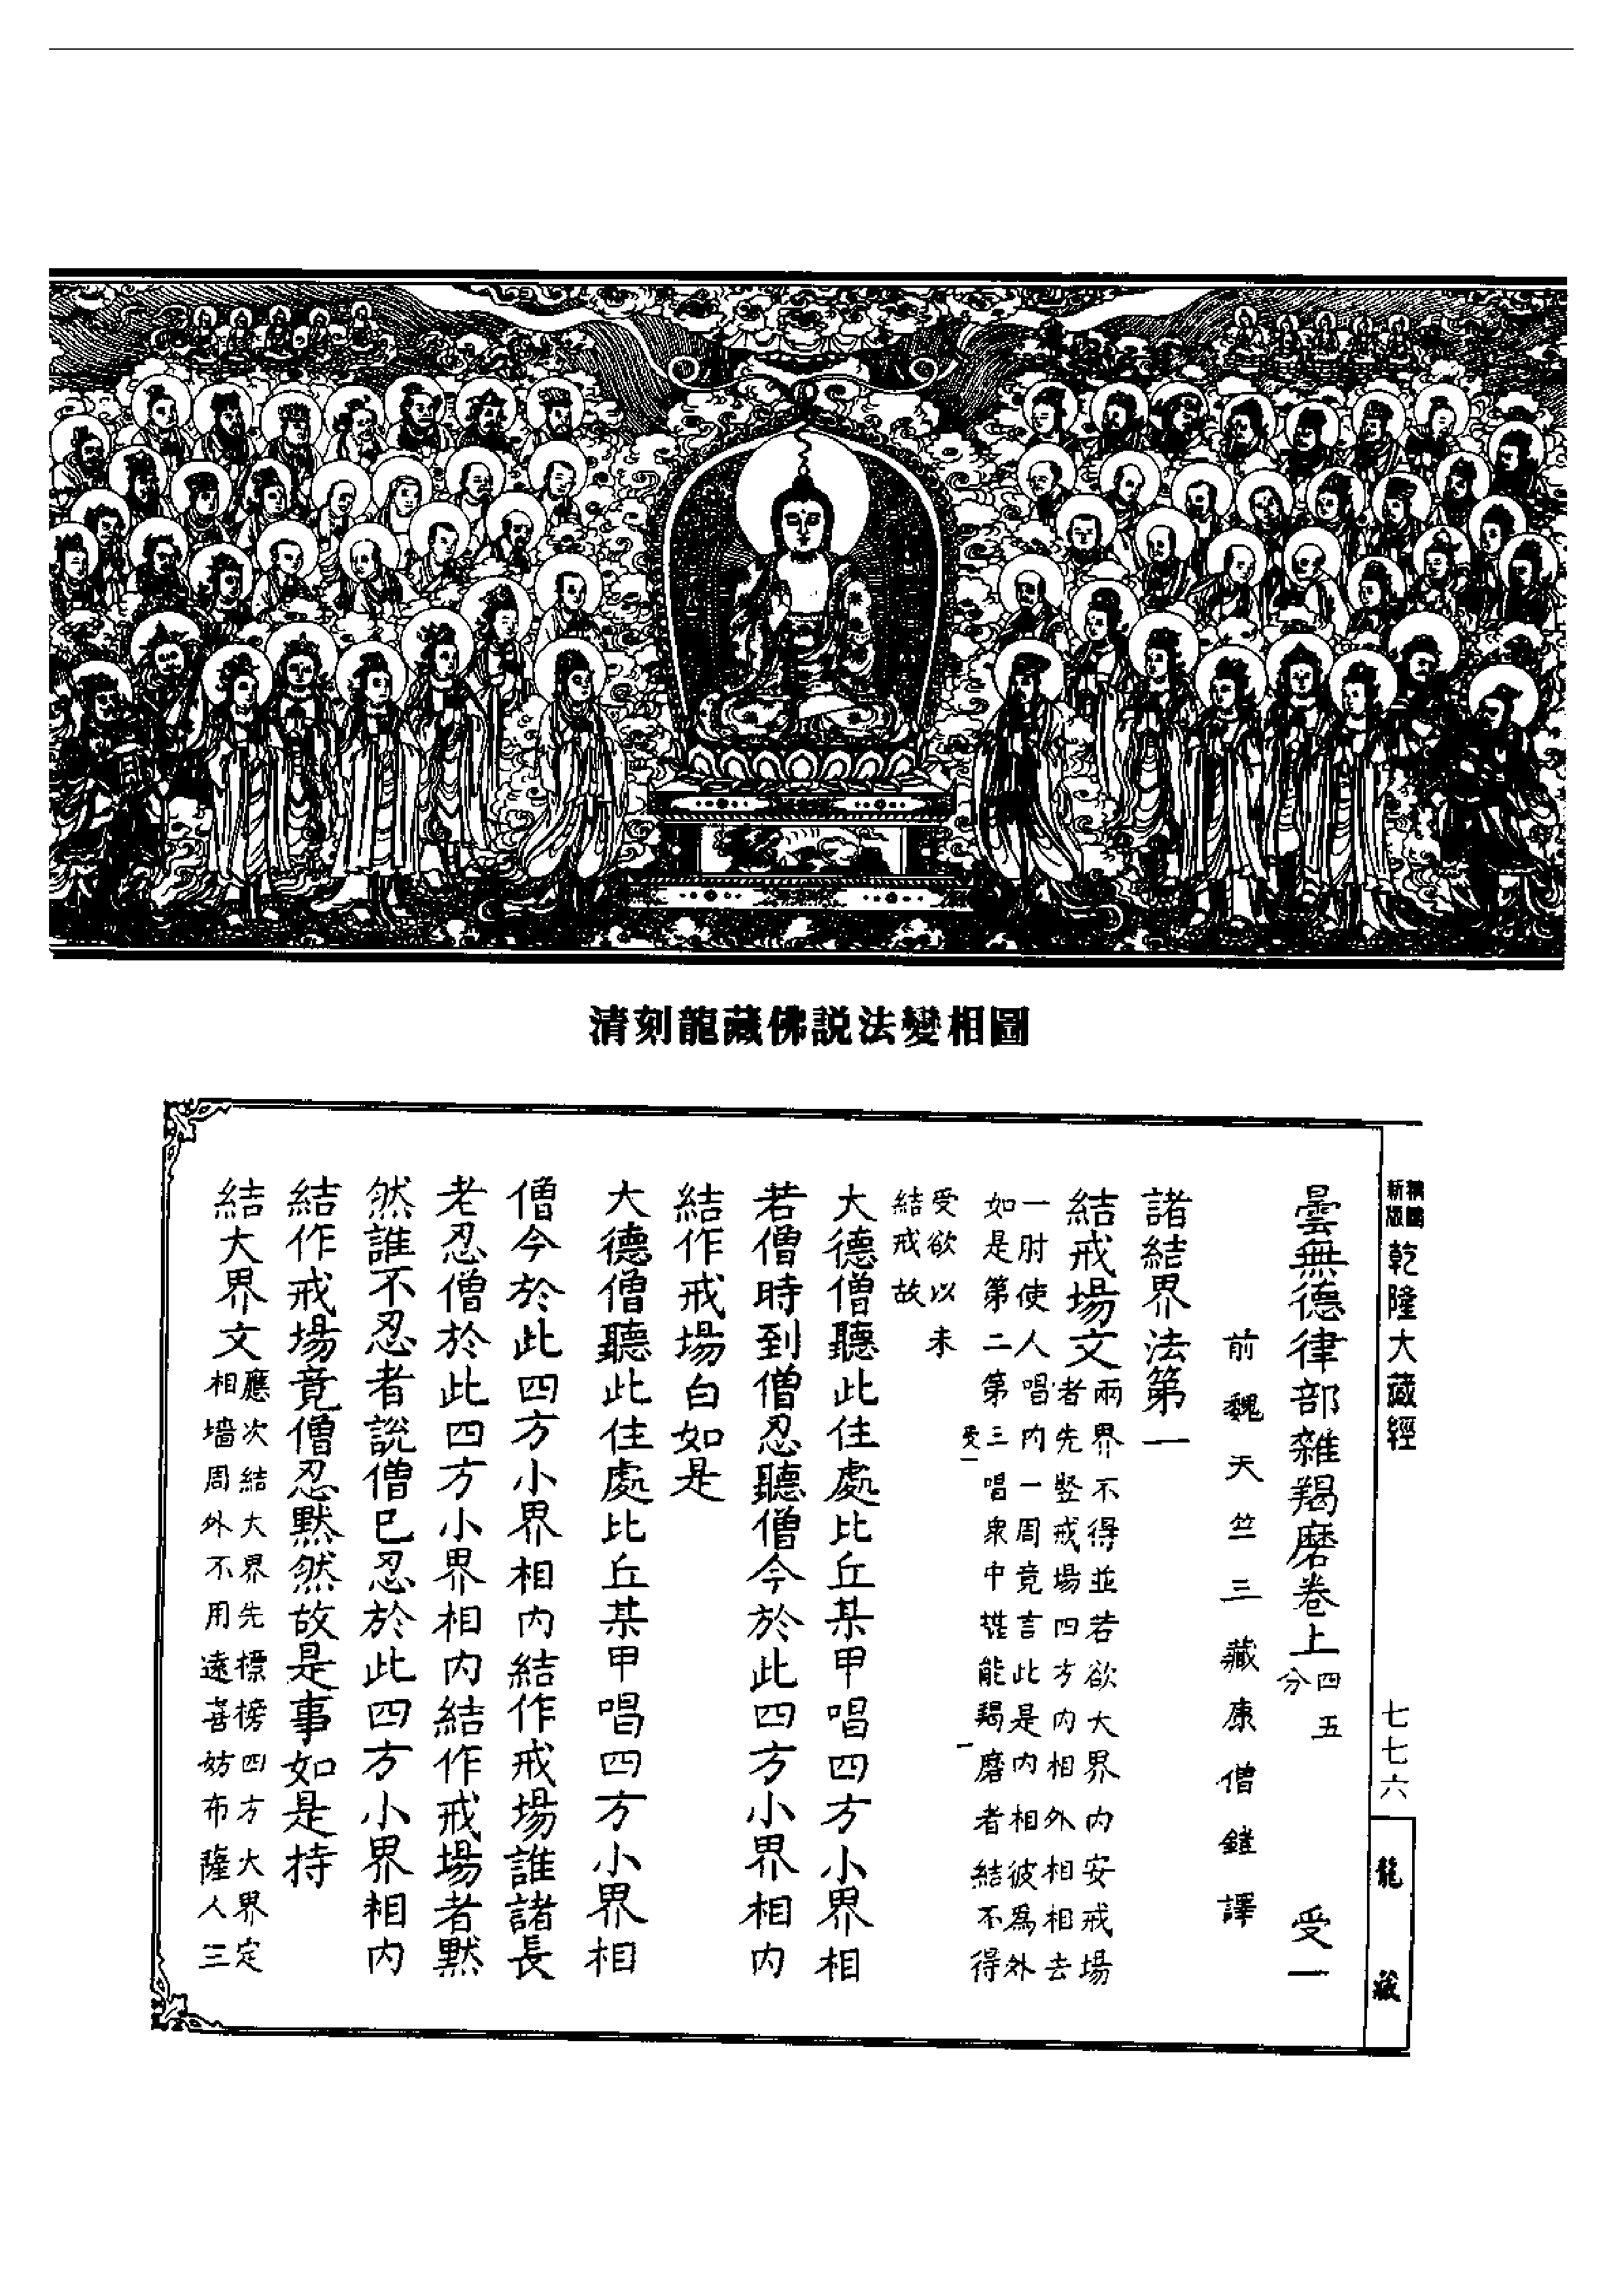 清刻龍藏佛說法變相圖
新版
乾隆大藏經
七七六
龍藏
曇無德律部雜羯磨卷上 四分 五 受一
前魏天竺三藏康僧鎧譯
諸結界法第一
結戒場文 兩界不得並若欲大界內安戒場
者先竪戒場四方內相外相相去
一肘使人唱內一周竟言此是內相彼為外
如是第二第三唱衆中堪能羯磨者結不得
受一
一
受欲以未
結戒故
大德僧聽此住處比丘某甲唱四方小界相
若僧時到僧忍聽僧今於此四方小界相内
結作戒場白如是
大德僧聽此住處比丘某甲唱四方小界相
僧今於此四方小界相内結作戒場誰諸長
老忍僧於此四方小界相内結作戒場者默
然誰不忍者說僧已忍於此四方小界相内
結作戒場竟僧忍默然故是事如是持
結大界文 應次結大界先標榜四方大界定
相墻周外不用遠喜妨布薩人三